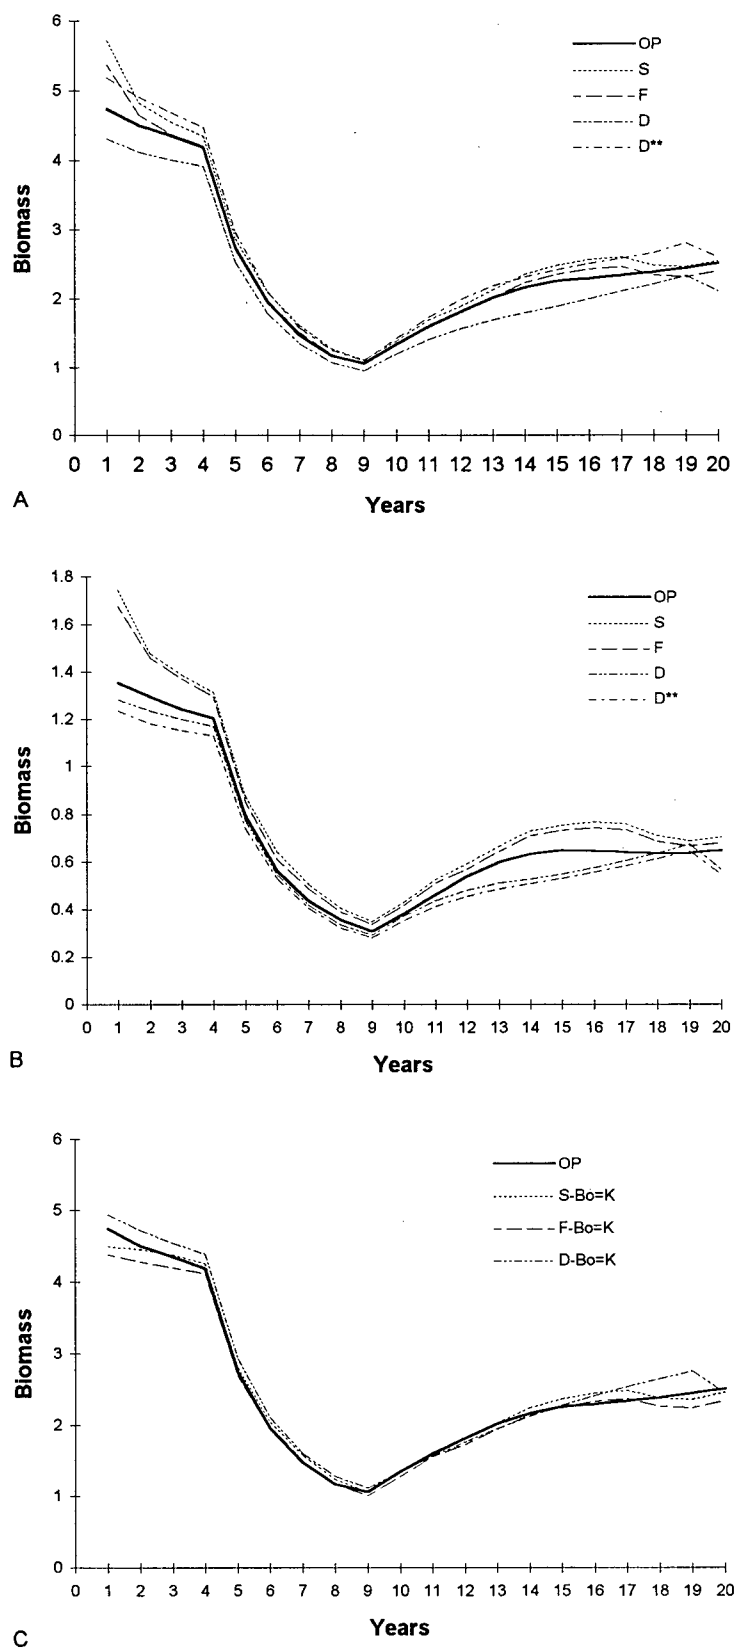 6
5
4
3
2
1
0
Biomass
OP
S
F
D
D**
0 1 2 3 4 5 6 7 8 9 10 11 12 13 14 15 16 17 18 19 20
Years
A
1.8
1.6
1.4
1.2
1
0.8
0.6
0.4
0.2
0
Biomass
OP
S
F
D
D**
0 1 2 3 4 5 6 7 8 9 10 11 12 13 14 15 16 17 18 19 20
Years
B
6
5
4
3
2
1
0
Biomass
OP
S-Bo=K
F-Bo=K
D-Bo=K
0 1 2 3 4 5 6 7 8 9 10 11 12 13 14 15 16 17 18 19 20
Years
C